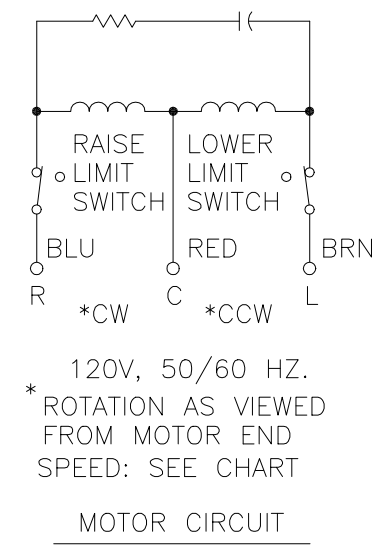 RAISE LOWER
LIMIT LIMIT
SWITCH SWITCH
BLU RED BRN
R C L
*CW *CCW
120V, 50/60 HZ.
* ROTATION AS VIEWED
FROM MOTOR END
SPEED: SEE CHART
MOTOR CIRCUIT